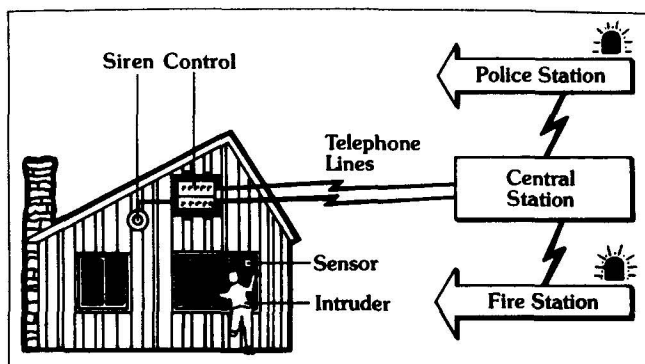 Siren Control
Police Station
Telephone
Lines
Central
Station
Sensor
Intruder
Fire Station